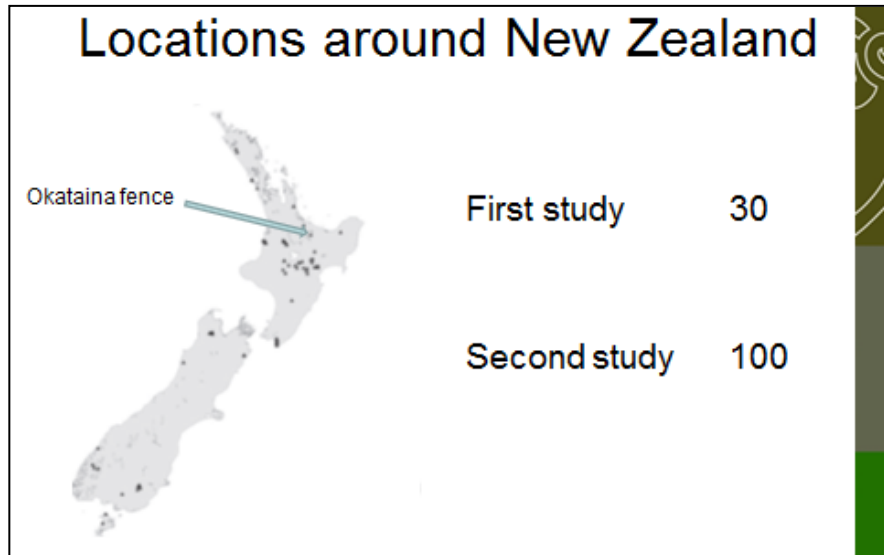 Locations around New Zealand
Okataina fence
First study 30
Second study 100